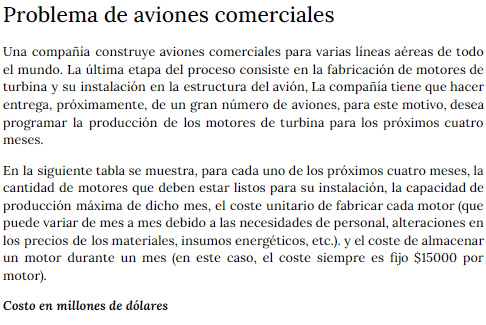 Problema de aviones comerciales
Una compañía construye aviones comerciales para varias líneas aéreas de todo
el mundo. La última etapa del proceso consiste en la fabricación de motores de
turbina y su instalación en la estructura del avión, La compañía tiene que hacer
entrega, próximamente, de un gran número de aviones, para este motivo, desea
programar la producción de los motores de turbina para los próximos cuatro
meses.
En la siguiente tabla se muestra, para cada uno de los próximos cuatro meses, la
cantidad de motores que deben estar listos para su instalación, la capacidad de
producción máxima de dicho mes, el coste unitario de fabricar cada motor (que
puede variar de mes a mes debido a las necesidades de personal, alteraciones en
los precios de los materiales, insumos energéticos, etc.). y el coste de almacenar
un motor durante un mes (en este caso, el coste siempre es fijo $15000 por
motor).
Costo en millones de dólares